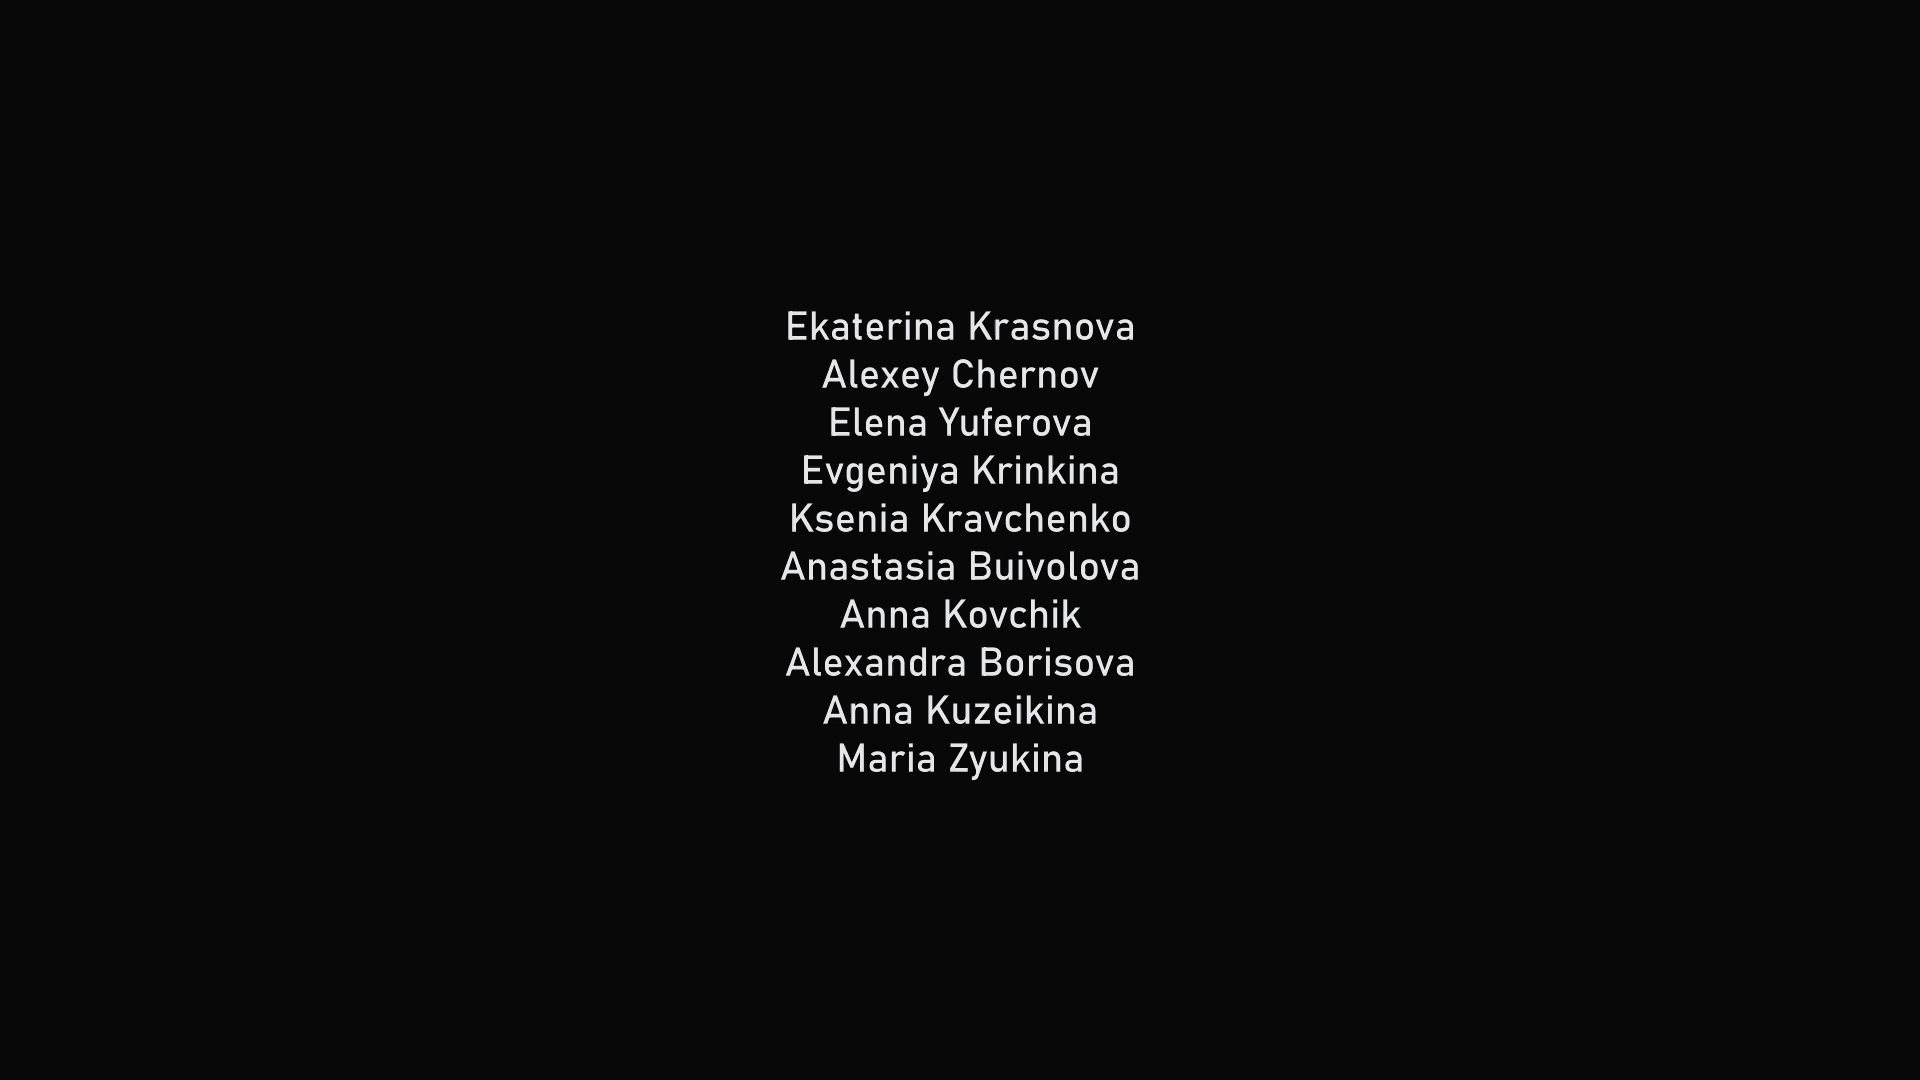 Ekaterina Krasnova
Alexey Chernov
Elena Yuferova
Evgeniya Krinkina
Ksenia Kravchenko
Anastasia Buivolova
Anna Kovchik
Alexandra Borisova
Anna Kuzeikina
Maria Zyukina